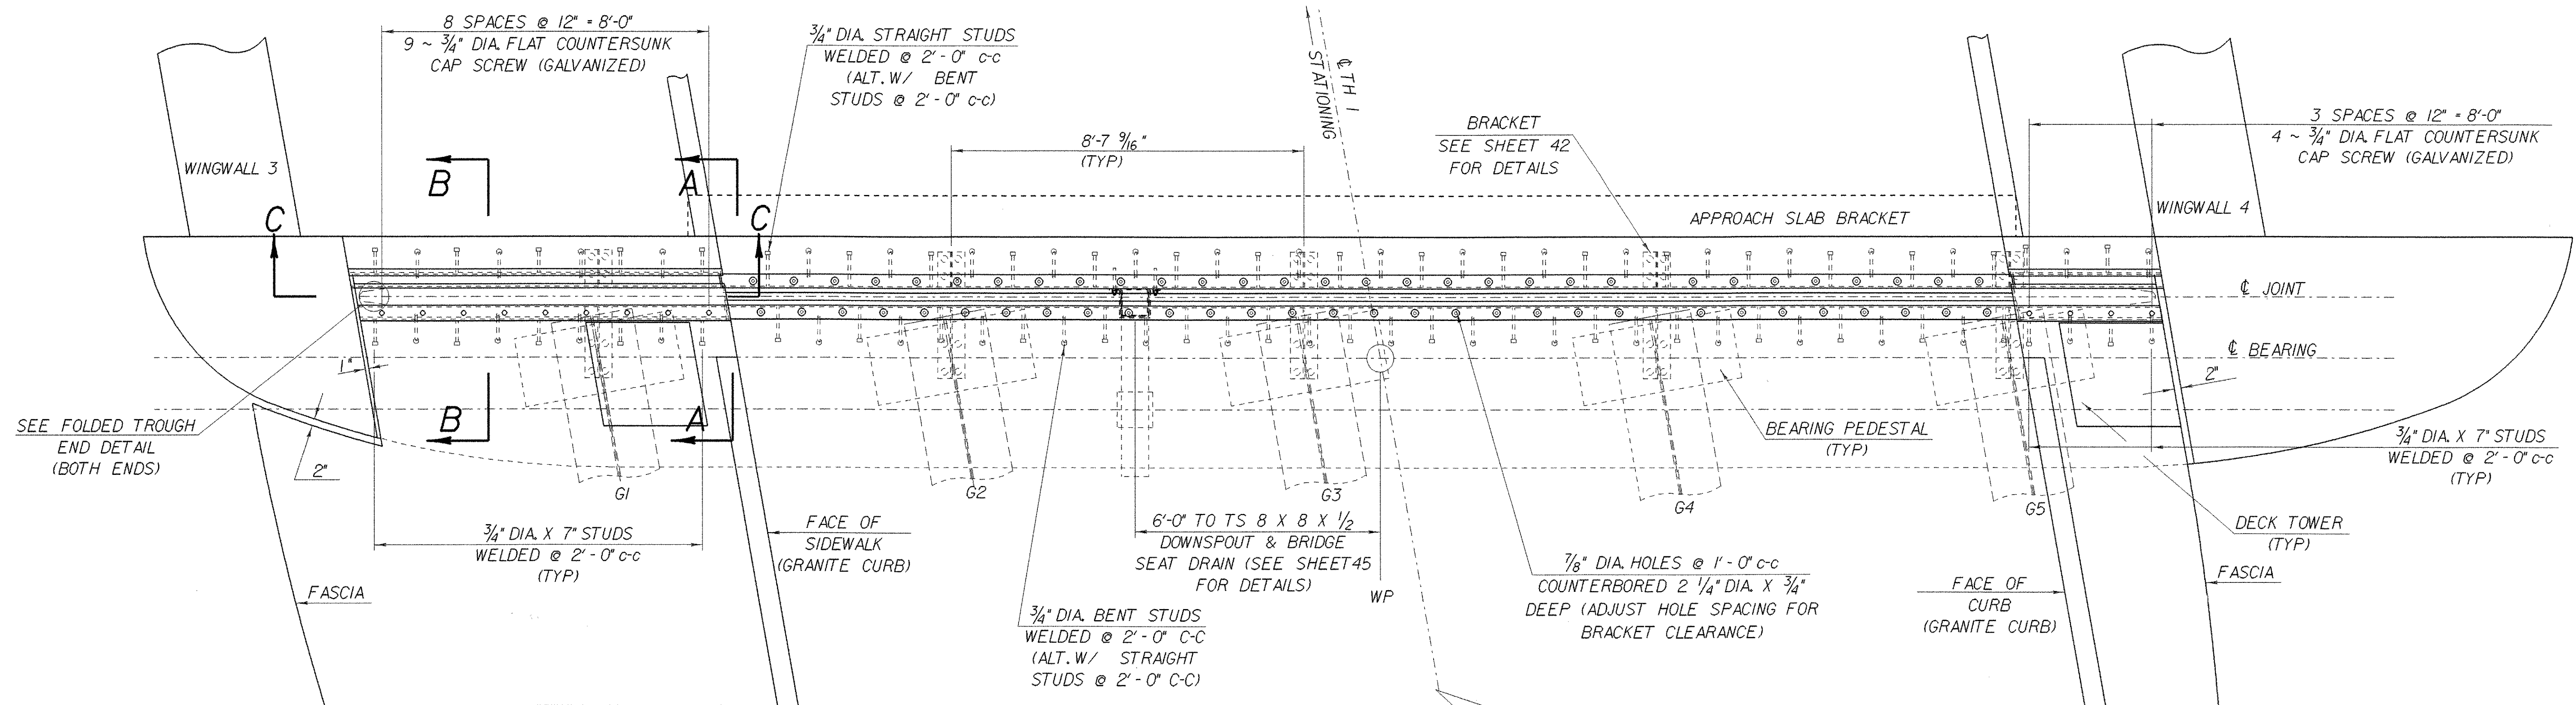 8 SPACES @ 12" = 8'-0"
9 ~ 3/4" DIA. FLAT COUNTERSUNK
CAP SCREW (GALVANIZED)
3/4" DIA. STRAIGHT STUDS
WELDED @ 2'-0" c-c
(ALT. W/ BENT
STUDS @ 2'-0" c-c)
℄ TH 1
STATIONING
8'-7 9/16"
(TYP)
BRACKET
SEE SHEET 42
FOR DETAILS
3 SPACES @ 12" = 8'-0"
4 ~ 3/4" DIA. FLAT COUNTERSUNK
CAP SCREW (GALVANIZED)
WINGWALL 3
B
A
C
C
APPROACH SLAB BRACKET
WINGWALL 4
℄ JOINT
℄ BEARING
1"
2"
SEE FOLDED TROUGH
END DETAIL
(BOTH ENDS)
2"
B
A
BEARING PEDESTAL
(TYP)
3/4" DIA. X 7" STUDS
WELDED @ 2'-0" c-c
(TYP)
G1
G2
G3
G4
G5
3/4" DIA. X 7" STUDS
WELDED @ 2'-0" c-c
(TYP)
FACE OF
SIDEWALK
(GRANITE CURB)
6'-0" TO TS 8 X 8 X 1/2
DOWNSPOUT & BRIDGE
SEAT DRAIN (SEE SHEET 45
FOR DETAILS)
WP
7/8" DIA. HOLES @ 1'-0" c-c
COUNTERBORED 2 1/4" DIA. X 3/4"
DEEP (ADJUST HOLE SPACING FOR
BRACKET CLEARANCE)
DECK TOWER
(TYP)
FASCIA
3/4" DIA. BENT STUDS
WELDED @ 2'-0" C-C
(ALT. W/ STRAIGHT
STUDS @ 2'-0" C-C)
FACE OF
CURB
(GRANITE CURB)
FASCIA